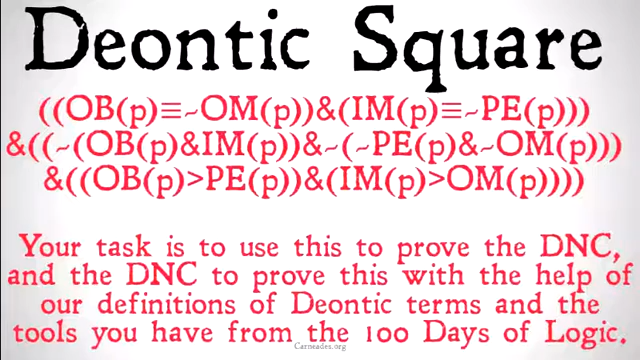 Deontic Square
((OB(p)≡~OM(p))&(IM(p)≡~PE(p)))
&((~(OB(p)&IM(p))&~(~PE(p)&~OM(p)))
&((OB(p)>PE(p))&(IM(p)>OM(p))))
Your task is to use this to prove the DNC,
and the DNC to prove this with the help of
our definitions of Deontic terms and the
tools you have from the 100 Days of Logic.
Carneades.org